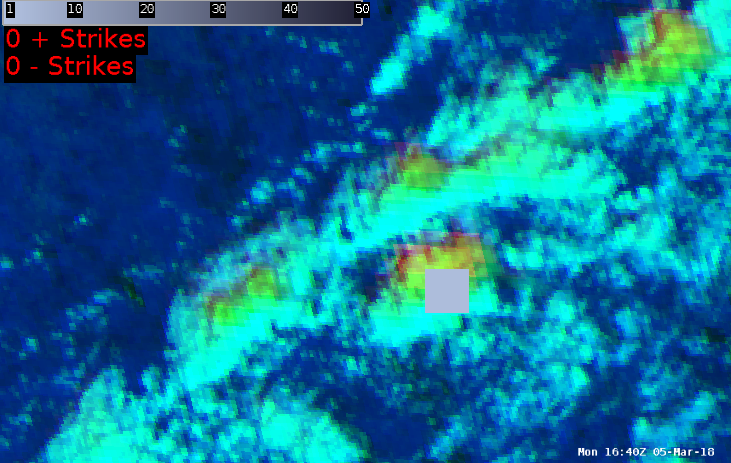 1 10 20 30 40 50
0 + Strikes
0 - Strikes
Mon 16:40Z 05-Mar-18